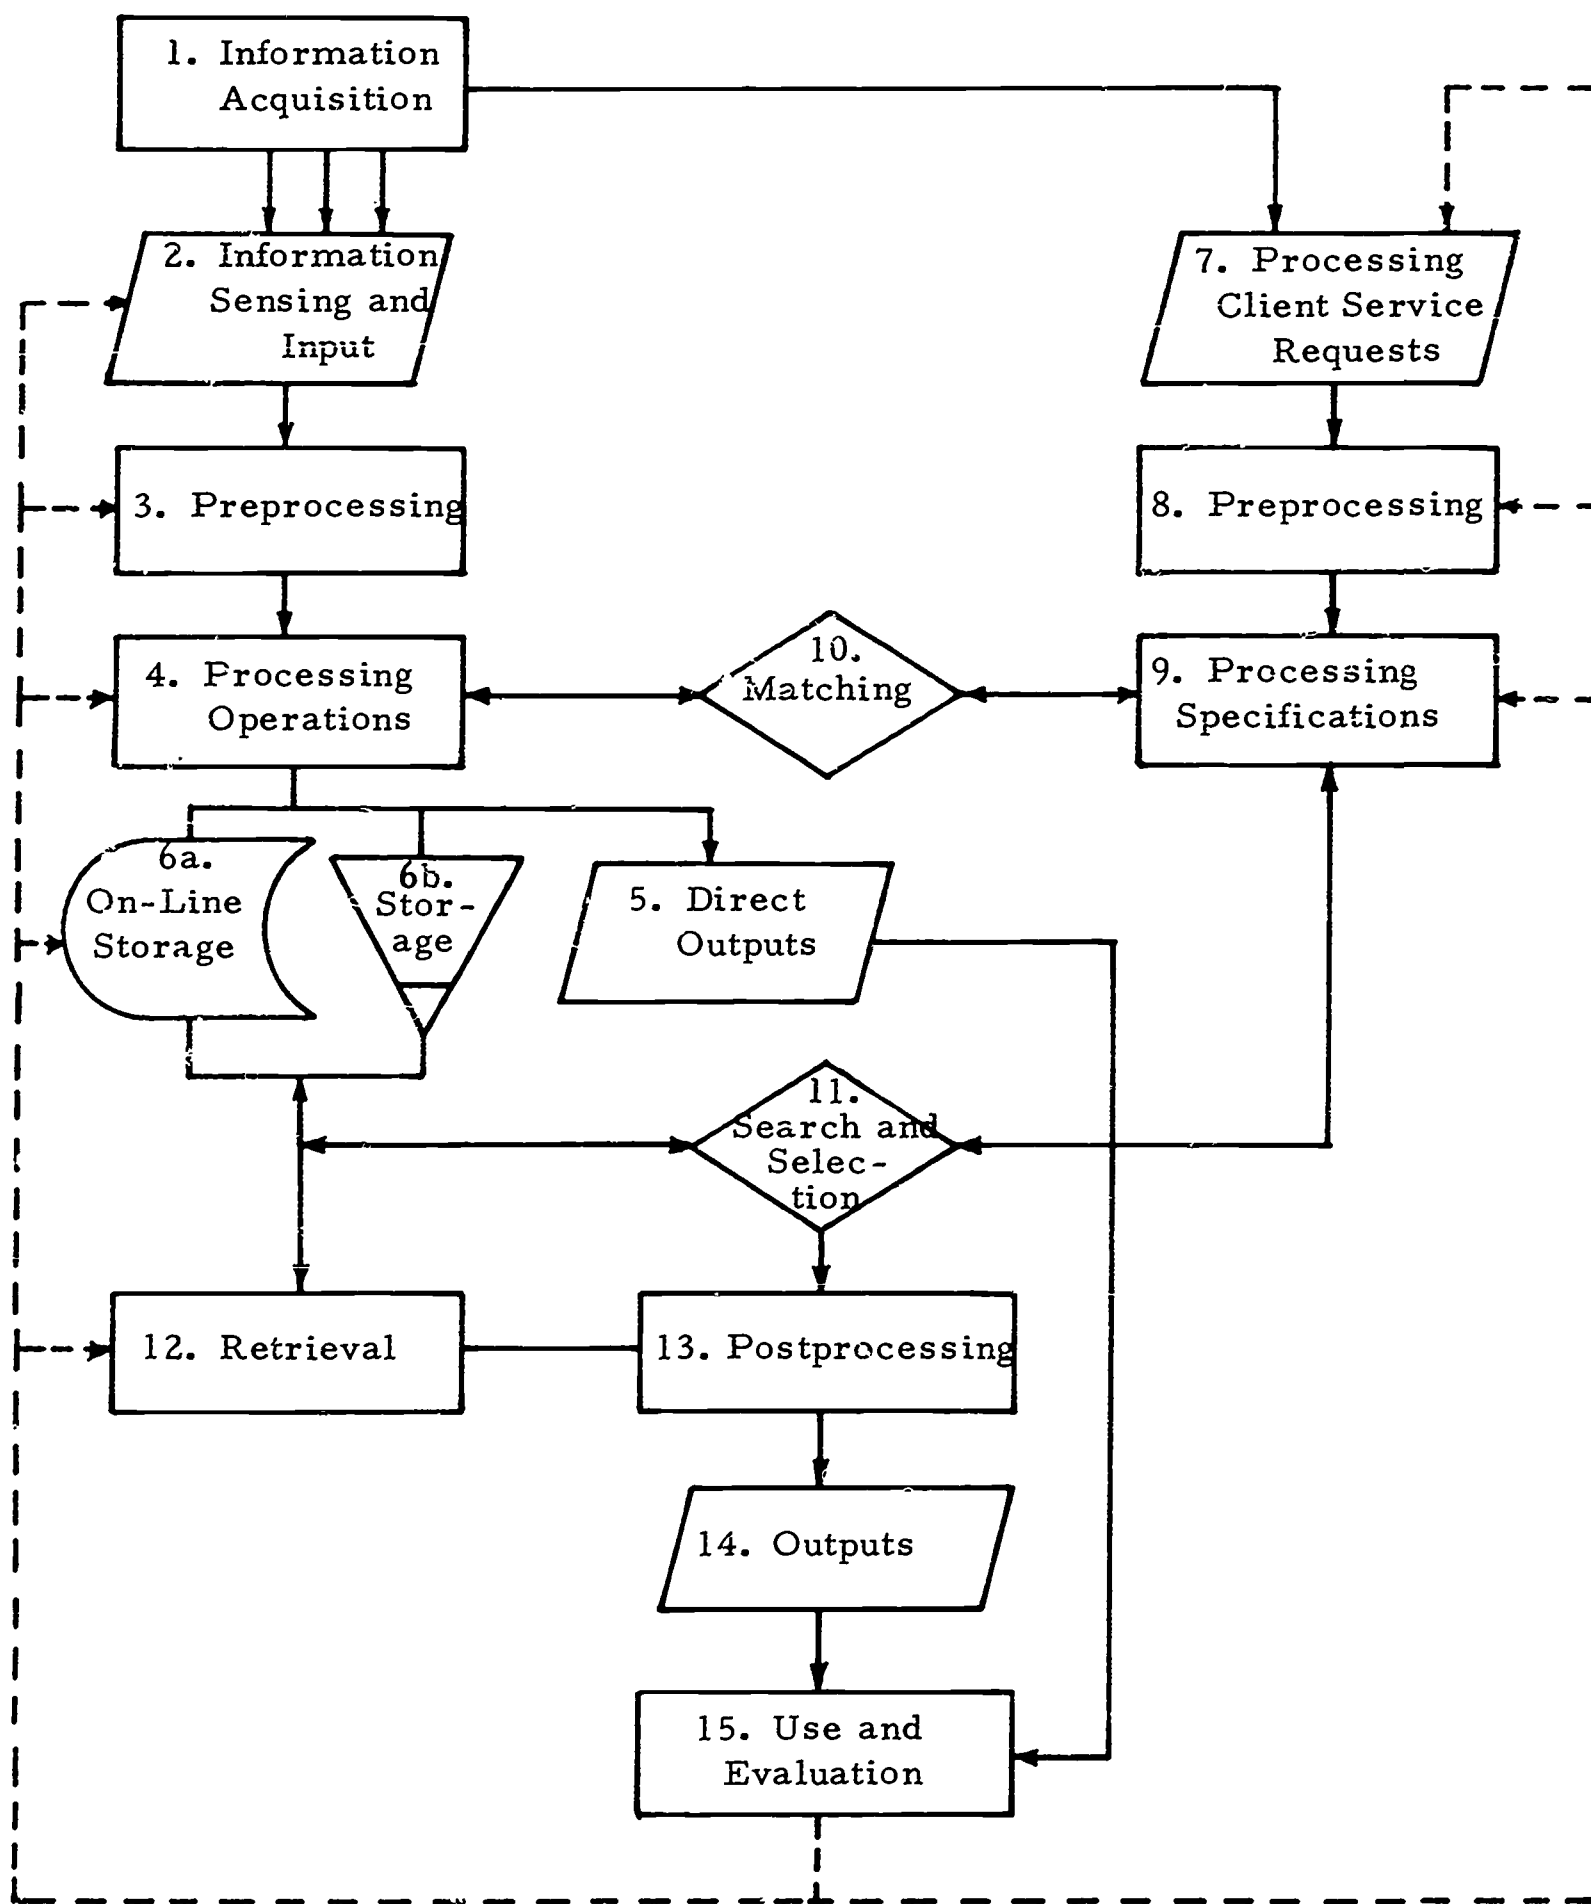 1. Information
Acquisition
2. Information
Sensing and
Input
7. Processing
Client Service
Requests
3. Preprocessing
8. Preprocessing
4. Processing
Operations
10.
Matching
9. Processing
Specifications
6a.
On-Line
Storage
6b.
Stor-
age
5. Direct
Outputs
11.
Search and
Selec-
tion
12. Retrieval
13. Postprocessing
14. Outputs
15. Use and
Evaluation